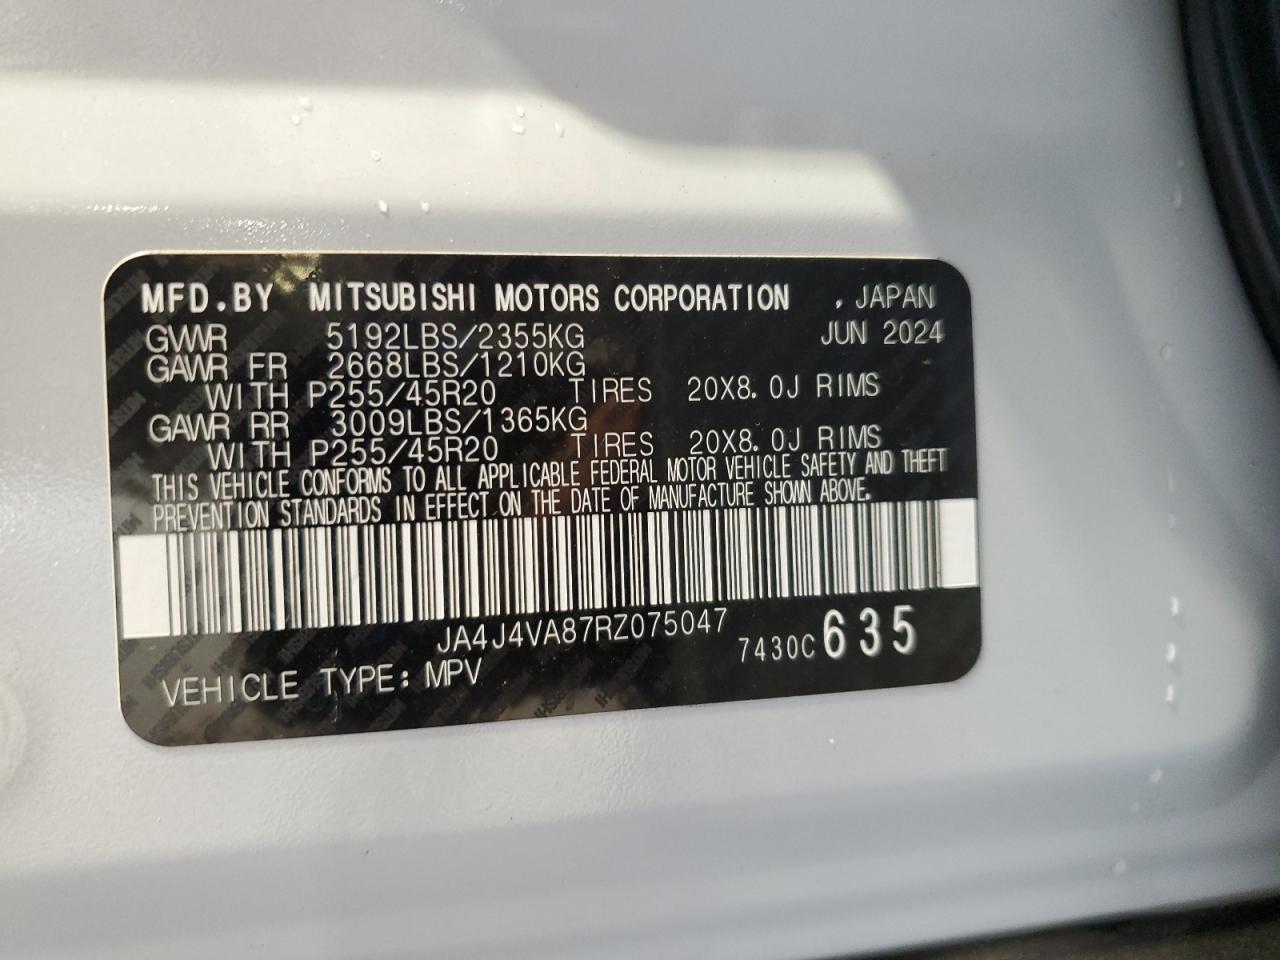 MFD.BY MITSUBISHI MOTORS CORPORATION , JAPAN
GVWR 5192LBS/2355KG JUN 2024
GAWR FR 2668LBS/1210KG
WITH P255/45R20 TIRES 20X8.0J RIMS
GAWR RR 3009LBS/1365KG
WITH P255/45R20 TIRES 20X8.0J RIMS
THIS VEHICLE CONFORMS TO ALL APPLICABLE FEDERAL MOTOR VEHICLE SAFETY AND THEFT
PREVENTION STANDARDS IN EFFECT ON THE DATE OF MANUFACTURE SHOWN ABOVE.
JA4J4VA87RZ075047 7430C 635
VEHICLE TYPE: MPV